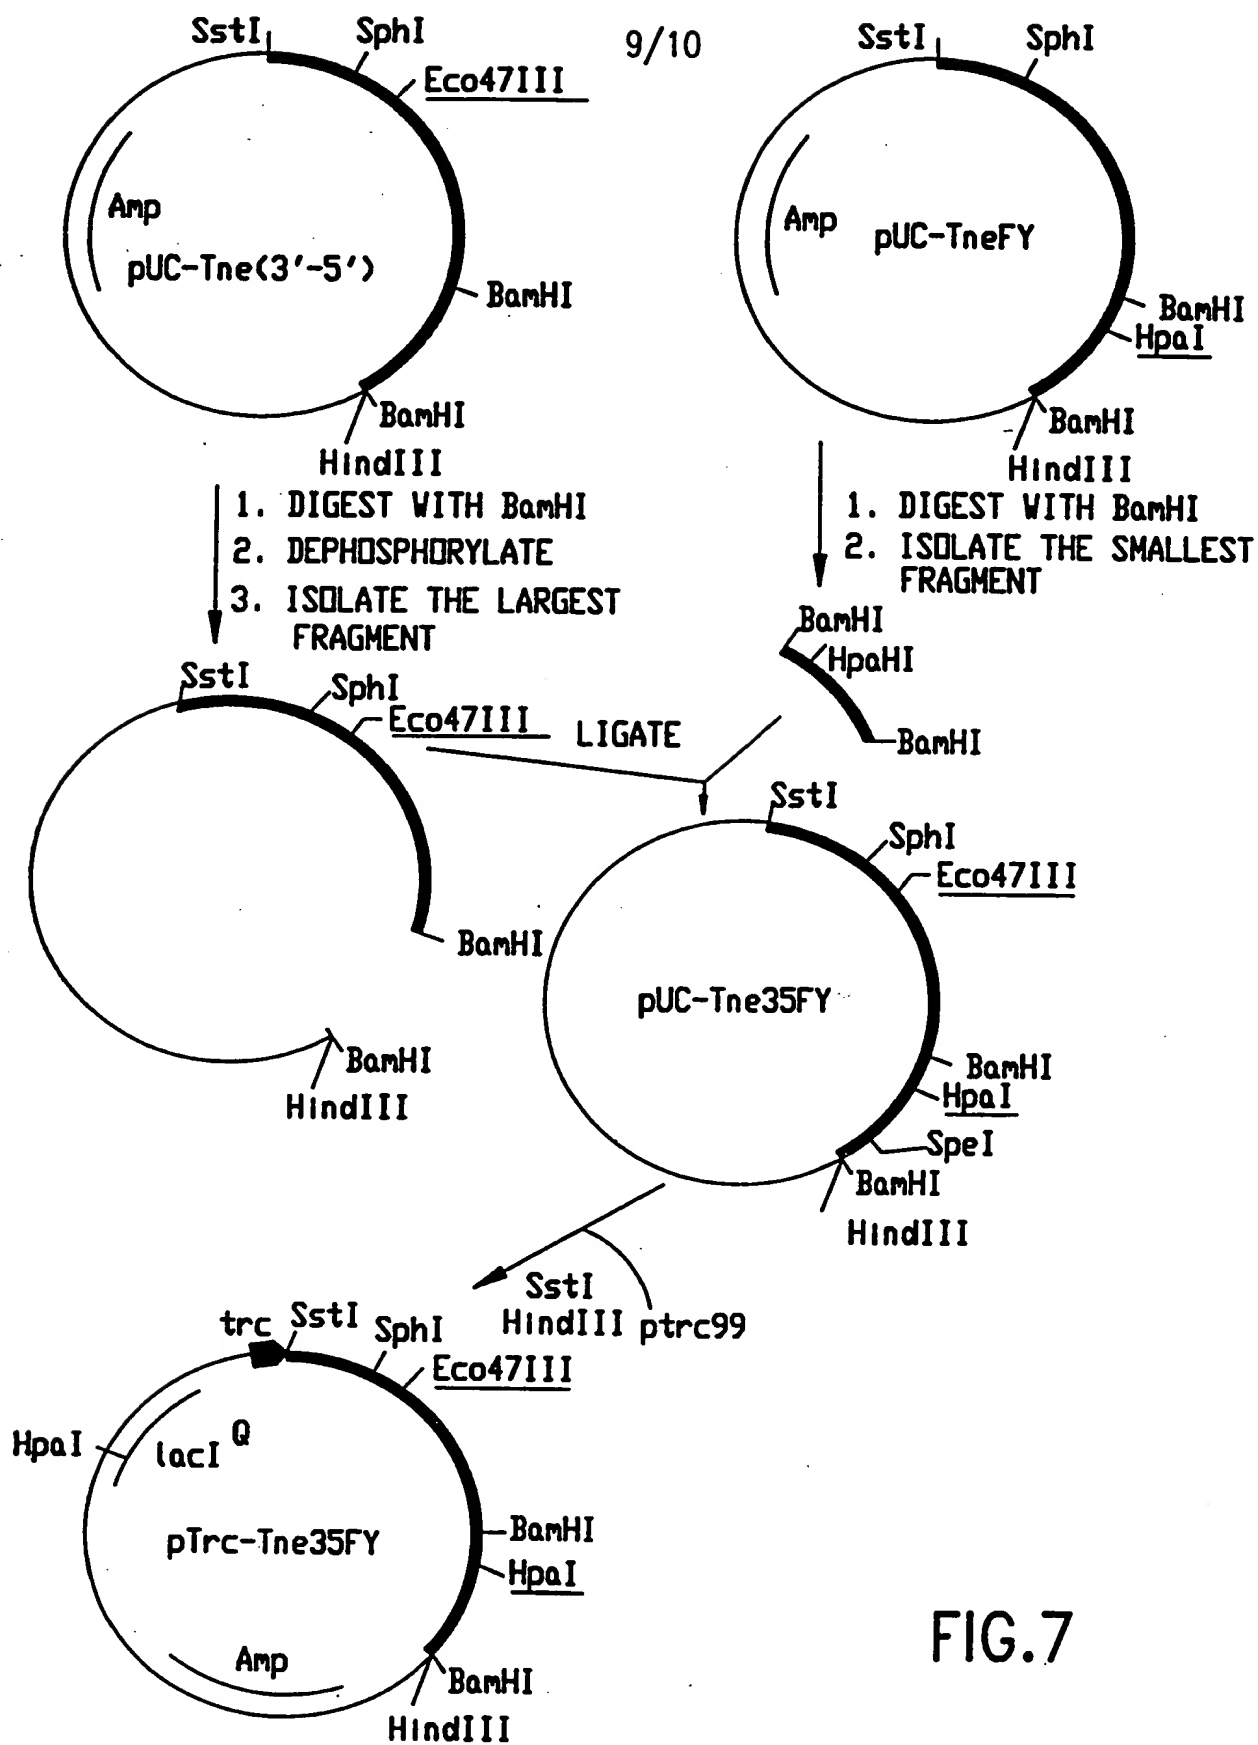 9/10
SstI
SphI
Eco47III
Amp
pUC-Tne(3'-5')
BamHI
BamHI
HindIII
SstI
SphI
Amp
pUC-TneFY
BamHI
HpaI
BamHI
HindIII
1. DIGEST WITH BamHI
2. DEPHOSPHORYLATE
3. ISOLATE THE LARGEST
FRAGMENT
1. DIGEST WITH BamHI
2. ISOLATE THE SMALLEST
FRAGMENT
SstI
SphI
Eco47III
BamHI
BamHI
HindIII
LIGATE
BamHI
HpaHI
BamHI
SstI
SphI
Eco47III
pUC-Tne35FY
BamHI
HpaI
SpeI
BamHI
HindIII
SstI
HindIII
ptrc99
trc
SstI
SphI
Eco47III
HpaI
lacI Q
pTrc-Tne35FY
BamHI
HpaI
Amp
BamHI
HindIII
FIG.7